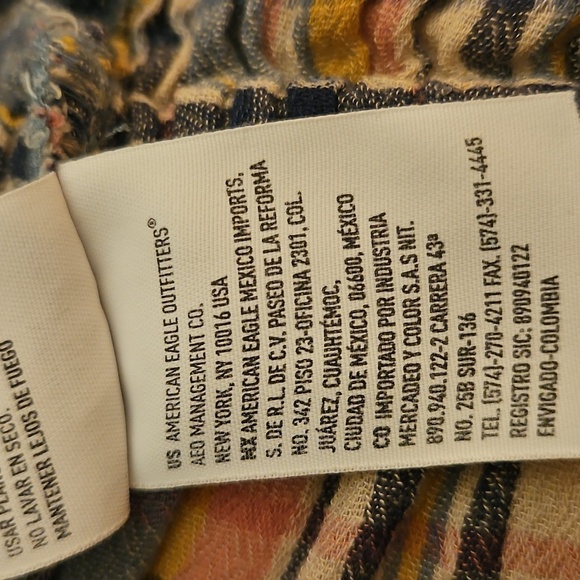 USAR
EN SECO.
NO LAVAR EN SECO.
MANTENER LEJOS DE FUEGO
US AMERICAN EAGLE OUTFITTERS®
AEO MANAGEMENT CO.
NEW YORK, NY 10016 USA
MX AMERICAN EAGLE MEXICO IMPORTS,
S. DE R.L. DE C.V. PASEO DE LA REFORMA
NO. 342 PISO 23-OFICINA 2301, COL.
JUÁREZ, CUAUHTÉMOC,
CIUDAD DE MÉXICO, 06600, MÉXICO
CO IMPORTADO POR INDUSTRIA
MERCADEO Y COLOR S.A.S NIT.
890.940.122-2 CARRERA 43ª
NO. 25B SUR-136
TEL. (574)-270-4211 FAX. (574)-331-4445
REGISTRO SIC: 890940122
ENVIGADO-COLOMBIA